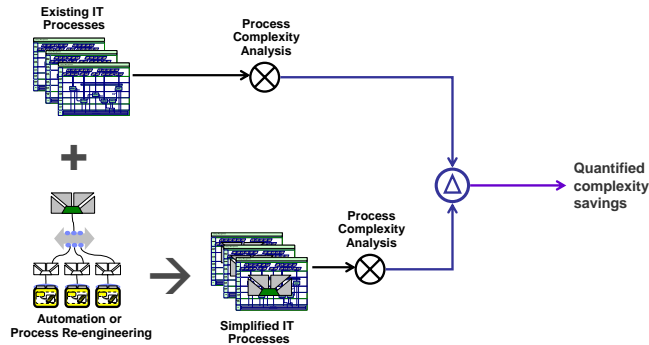 Existing IT
Processes
Process
Complexity
Analysis
+
Δ
Quantified
complexity
savings
Process
Complexity
Analysis
Automation or
Process Re-engineering
Simplified IT
Processes